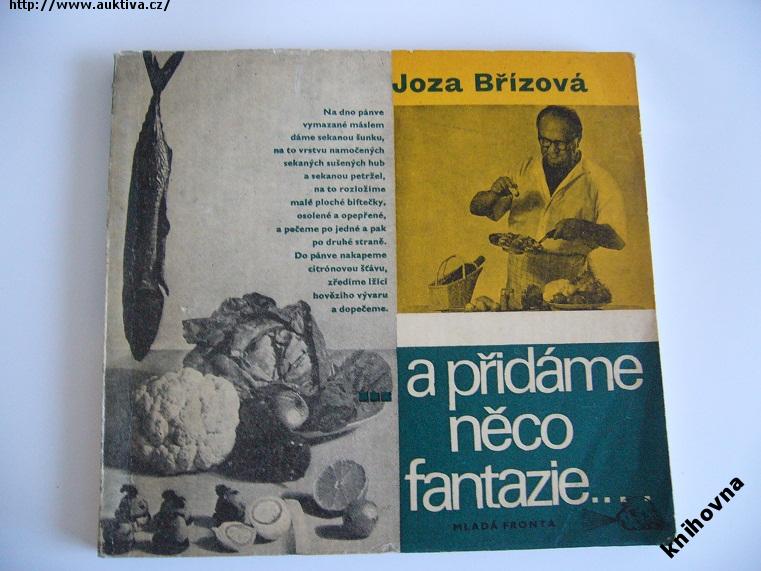 http://www.auktiva.cz/
Joza Břízová
Na dno pánve
vymazané máslem
dáme sekanou šunku,
na to vrstvu namočených
sekaných sušených hub
a sekanou petržel,
na to rozložíme
malé ploché biftečky,
osolené a opepřené,
a pečeme po jedné a pak
po druhé straně.
Do pánve nakapeme
citrónovou šťávu,
zředíme lžící
hovězího vývaru
a dopečeme.
... a přidáme
něco
fantazie....
MLADÁ FRONTA
knihovna